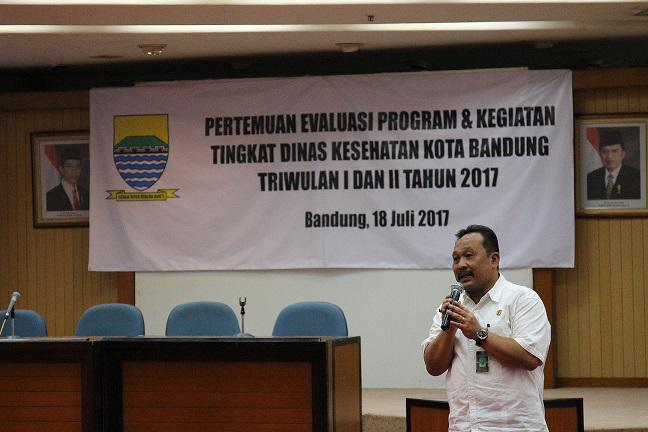 PERTEMUAN EVALUASI PROGRAM & KEGIATAN
TINGKAT DINAS KESEHATAN KOTA BANDUNG
TRIWULAN I DAN II TAHUN 2017
Bandung, 18 Juli 2017